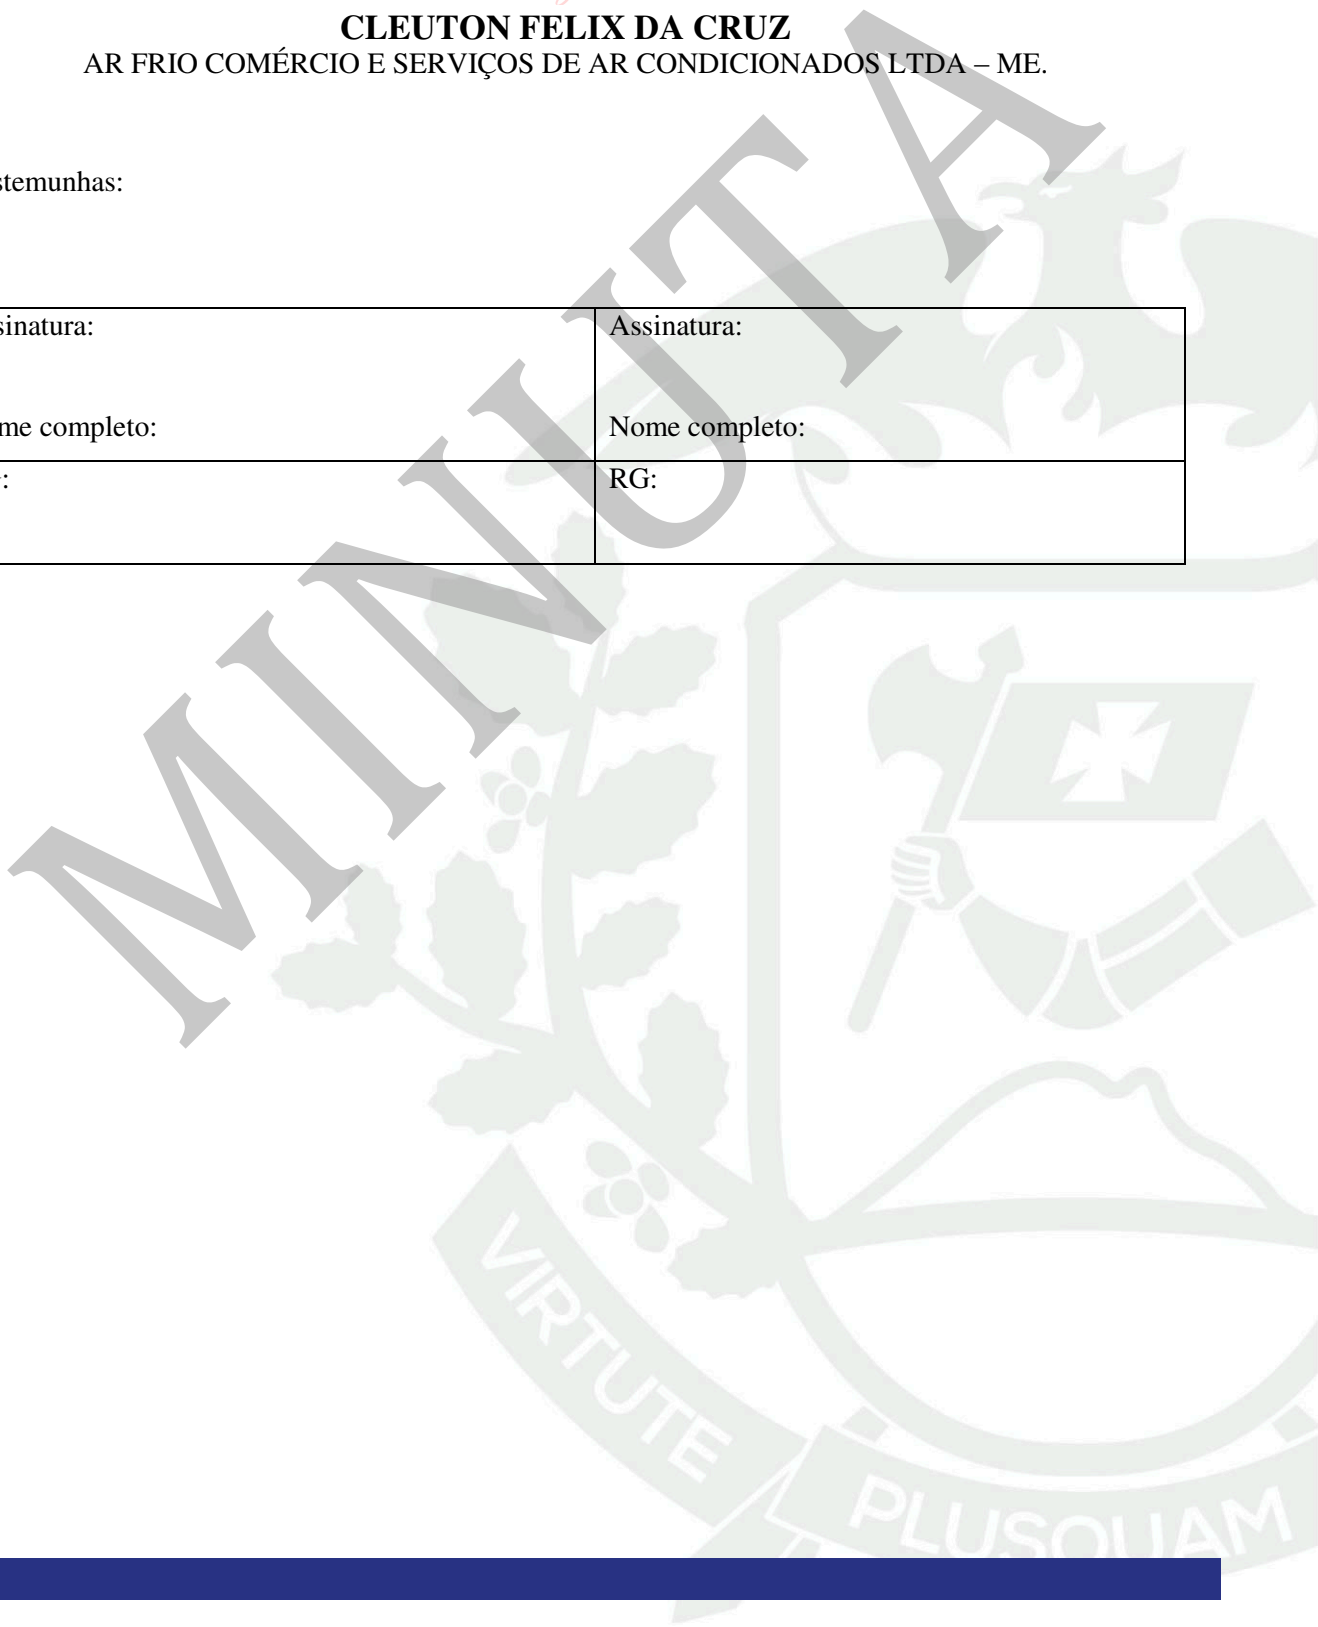 CLEUTON FELIX DA CRUZ
AR FRIO COMÉRCIO E SERVIÇOS DE AR CONDICIONADOS LTDA – ME.
stemunhas:
sinatura:
Assinatura:
me completo:
Nome completo:
:
RG:
MINUTA
VIRTUTE
PLUSQUAM